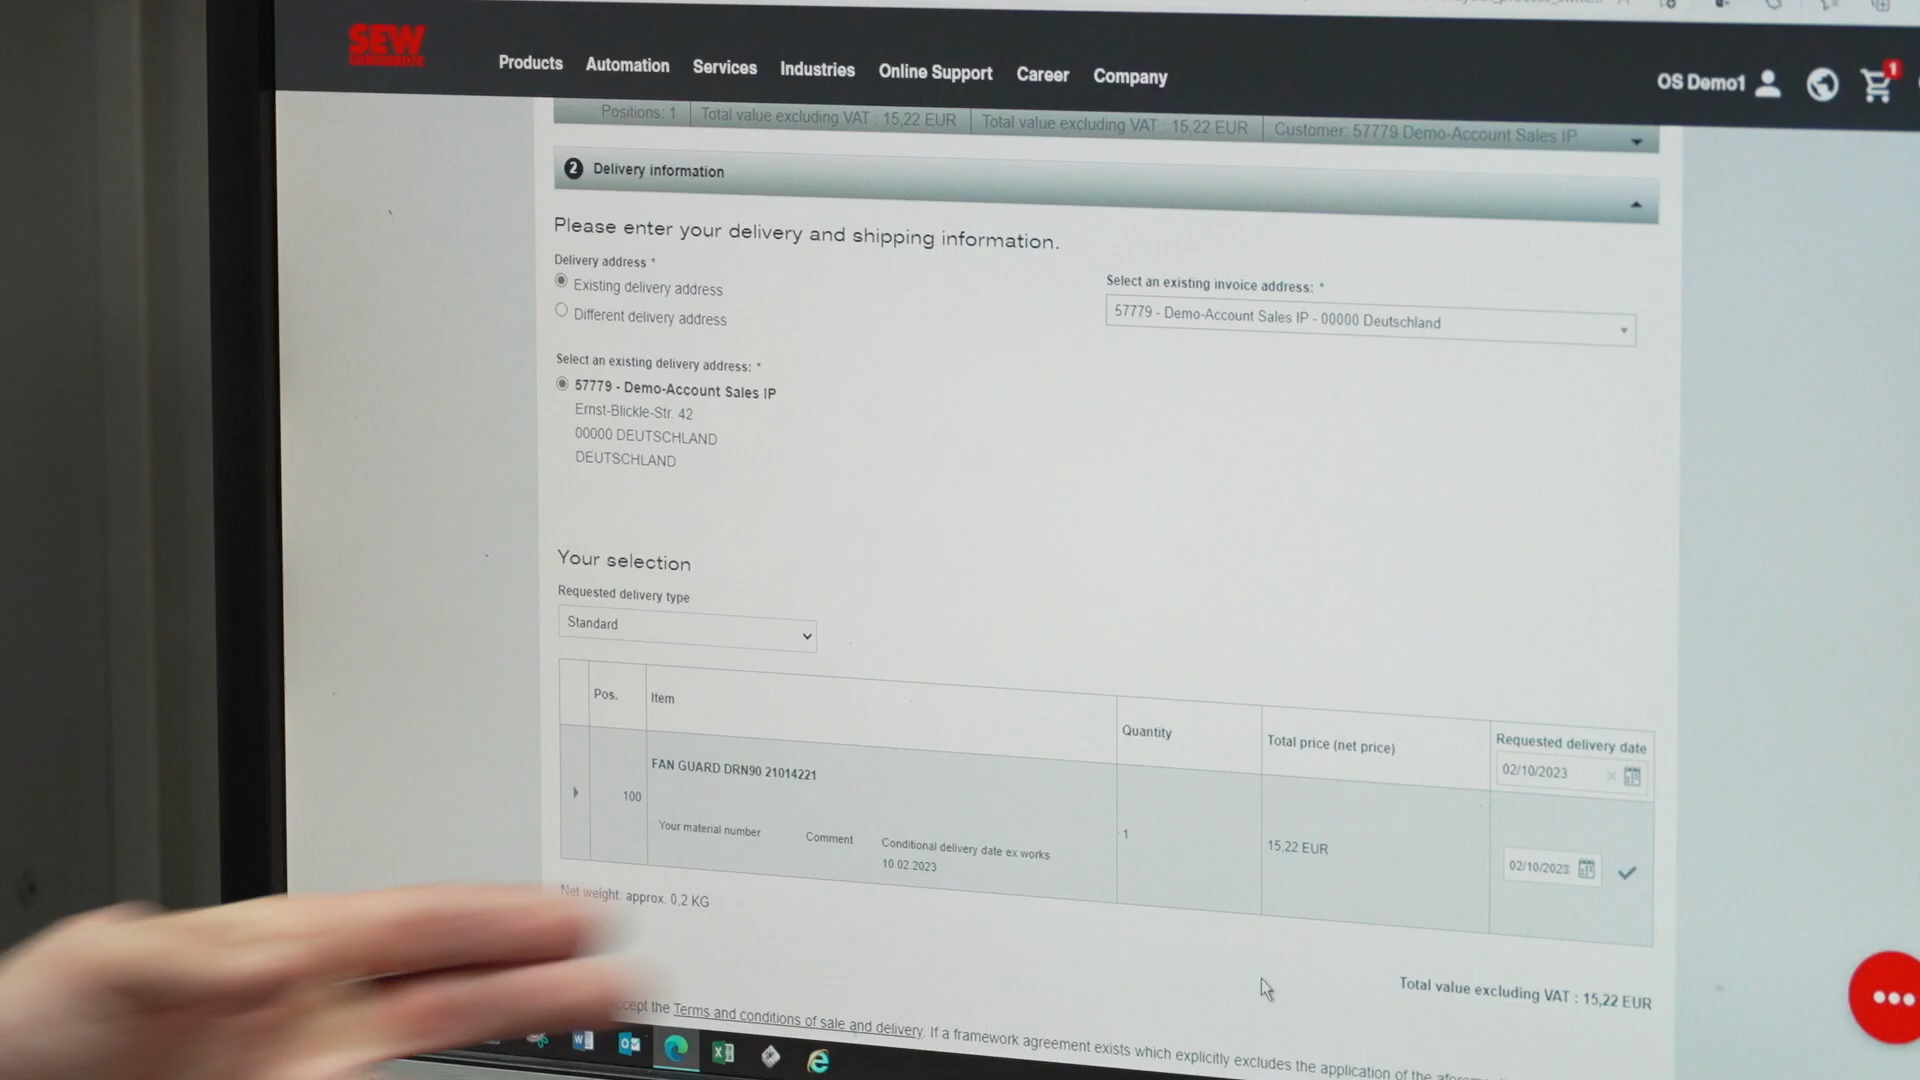 SEW
EURODRIVE
Products Automation Services Industries Online Support Career Company
OS Demo1
1
Positions: 1 Total value excluding VAT : 15,22 EUR Total value excluding VAT : 15,22 EUR Customer: 57779 Demo-Account Sales IP
2 Delivery information
Please enter your delivery and shipping information.
Delivery address *
Existing delivery address
Different delivery address
Select an existing invoice address: *
57779 - Demo-Account Sales IP - 00000 Deutschland
Select an existing delivery address: *
57779 - Demo-Account Sales IP
Ernst-Blickle-Str. 42
00000 DEUTSCHLAND
DEUTSCHLAND
Your selection
Requested delivery type
Standard
Pos. Item Quantity Total price (net price) Requested delivery date
02/10/2023
100 FAN GUARD DRN90 21014221 1 15,22 EUR 02/10/2023
Your material number Comment Conditional delivery date ex works
10.02.2023
Net weight: approx. 0,2 KG
Total value excluding VAT : 15,22 EUR
the Terms and conditions of sale and delivery. If a framework agreement exists which explicitly excludes the application of the